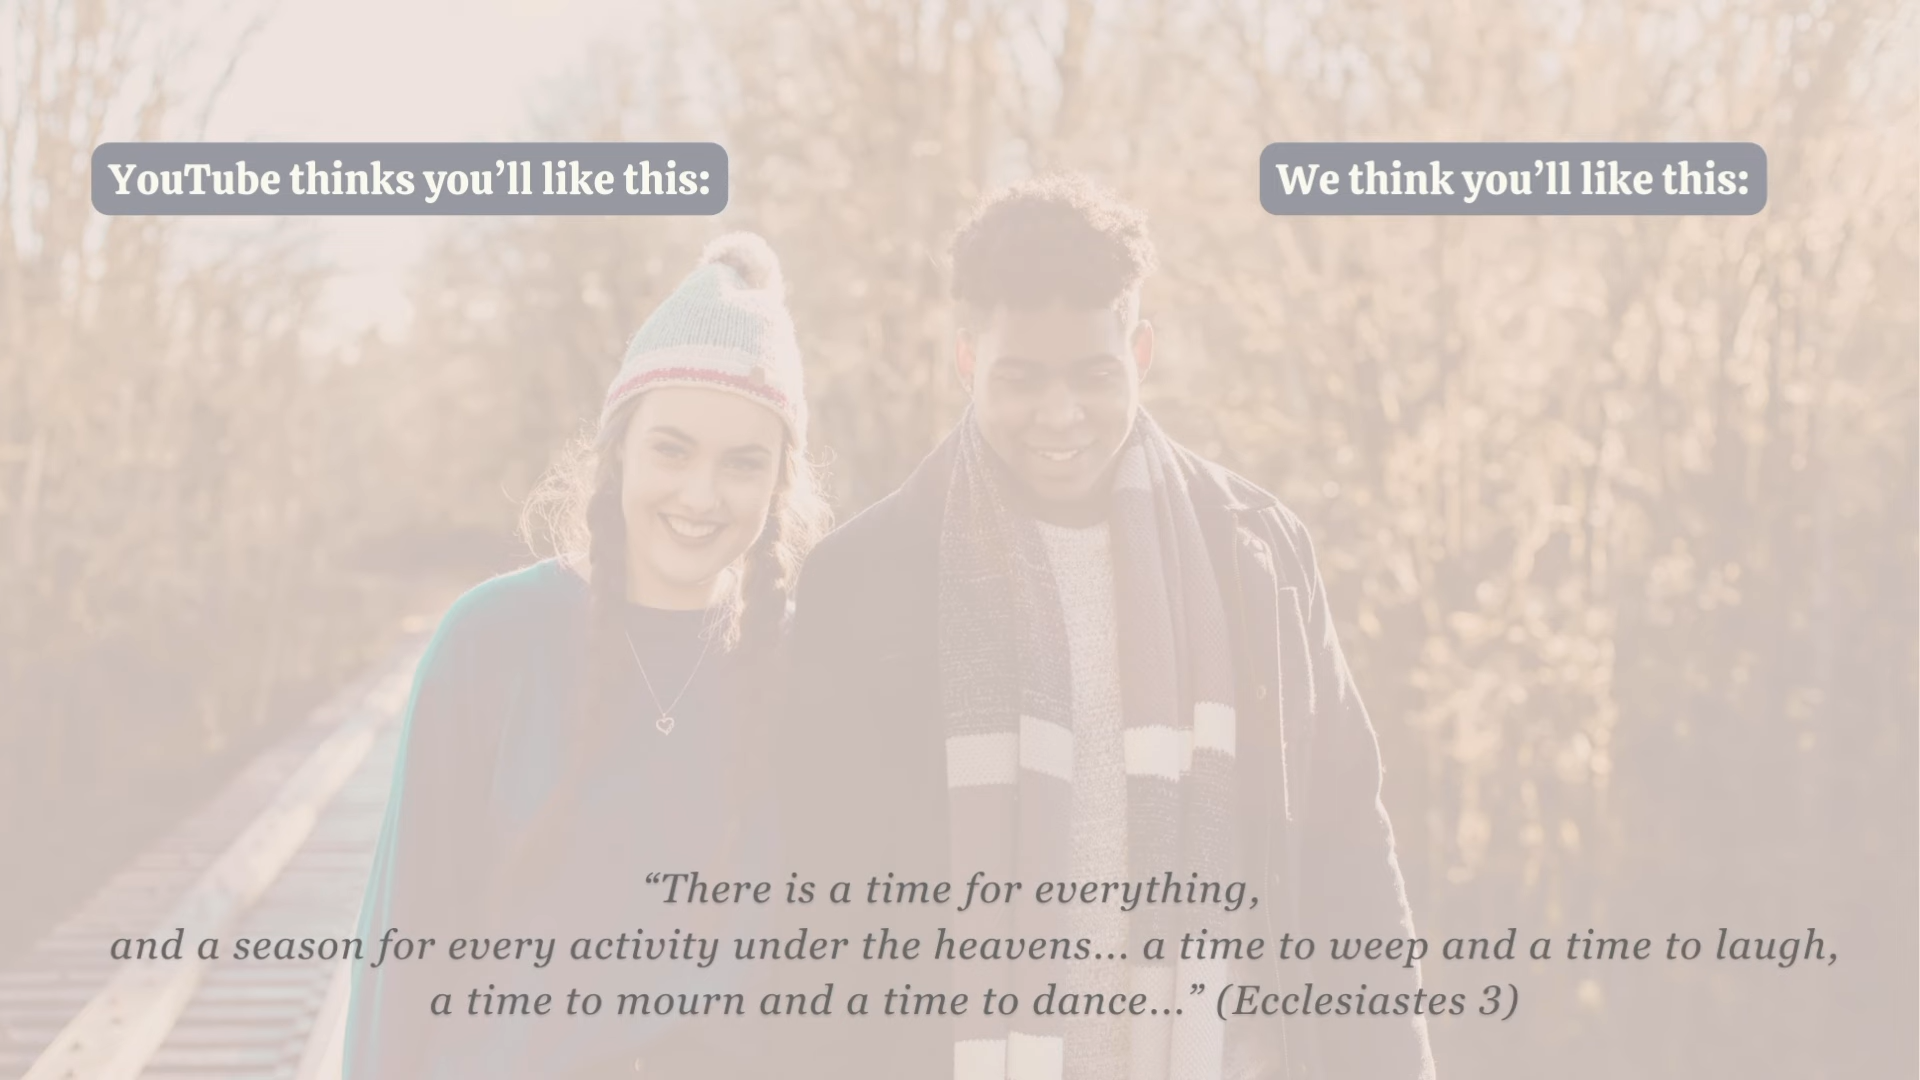 YouTube thinks you’ll like this:
We think you’ll like this:
“There is a time for everything,
and a season for every activity under the heavens... a time to weep and a time to laugh,
a time to mourn and a time to dance...” (Ecclesiastes 3)